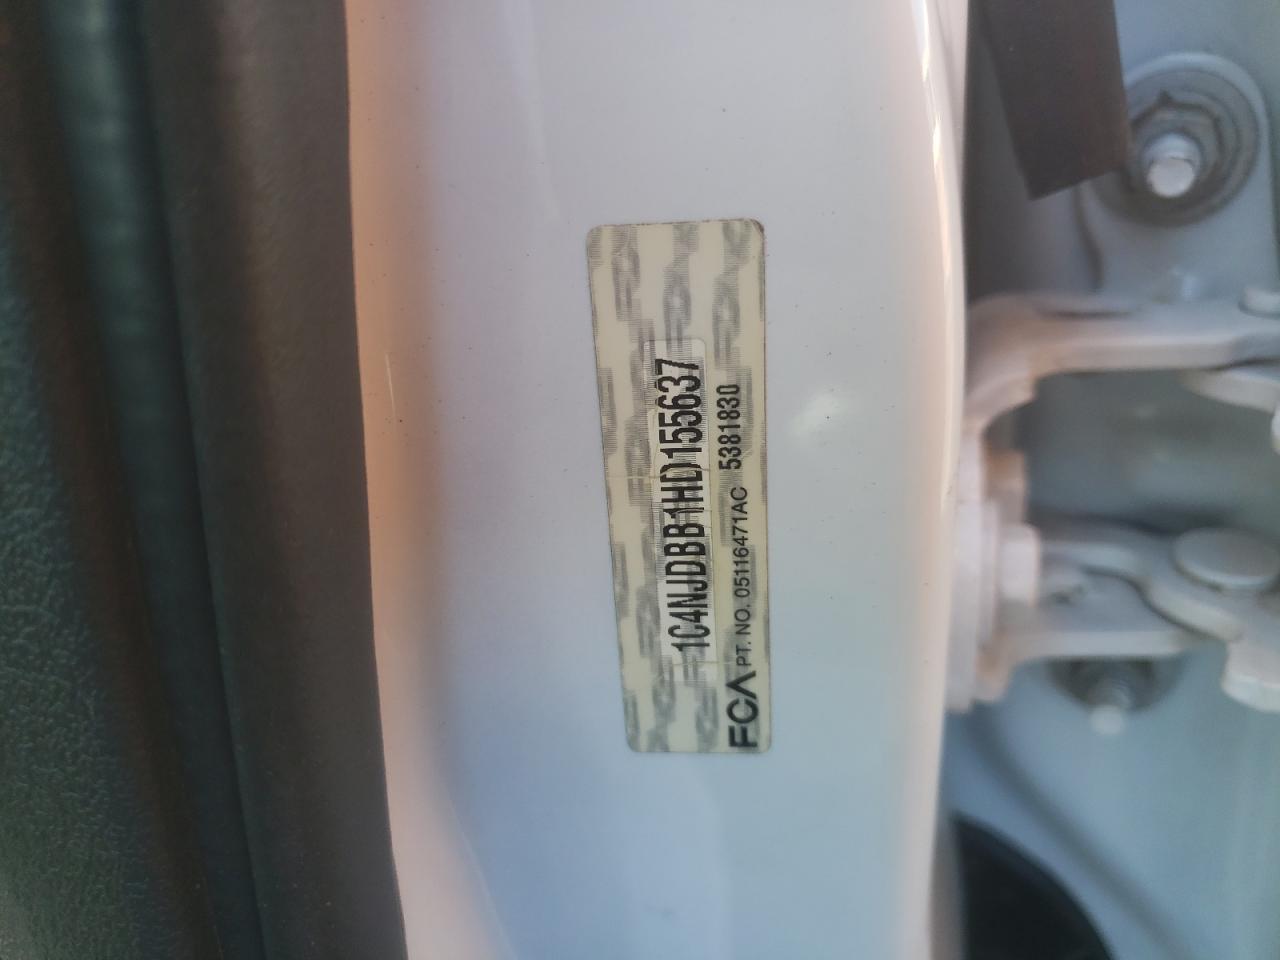 1C4NJDBB1HD155637
FCA PT. NO. 05116471AC 5381830